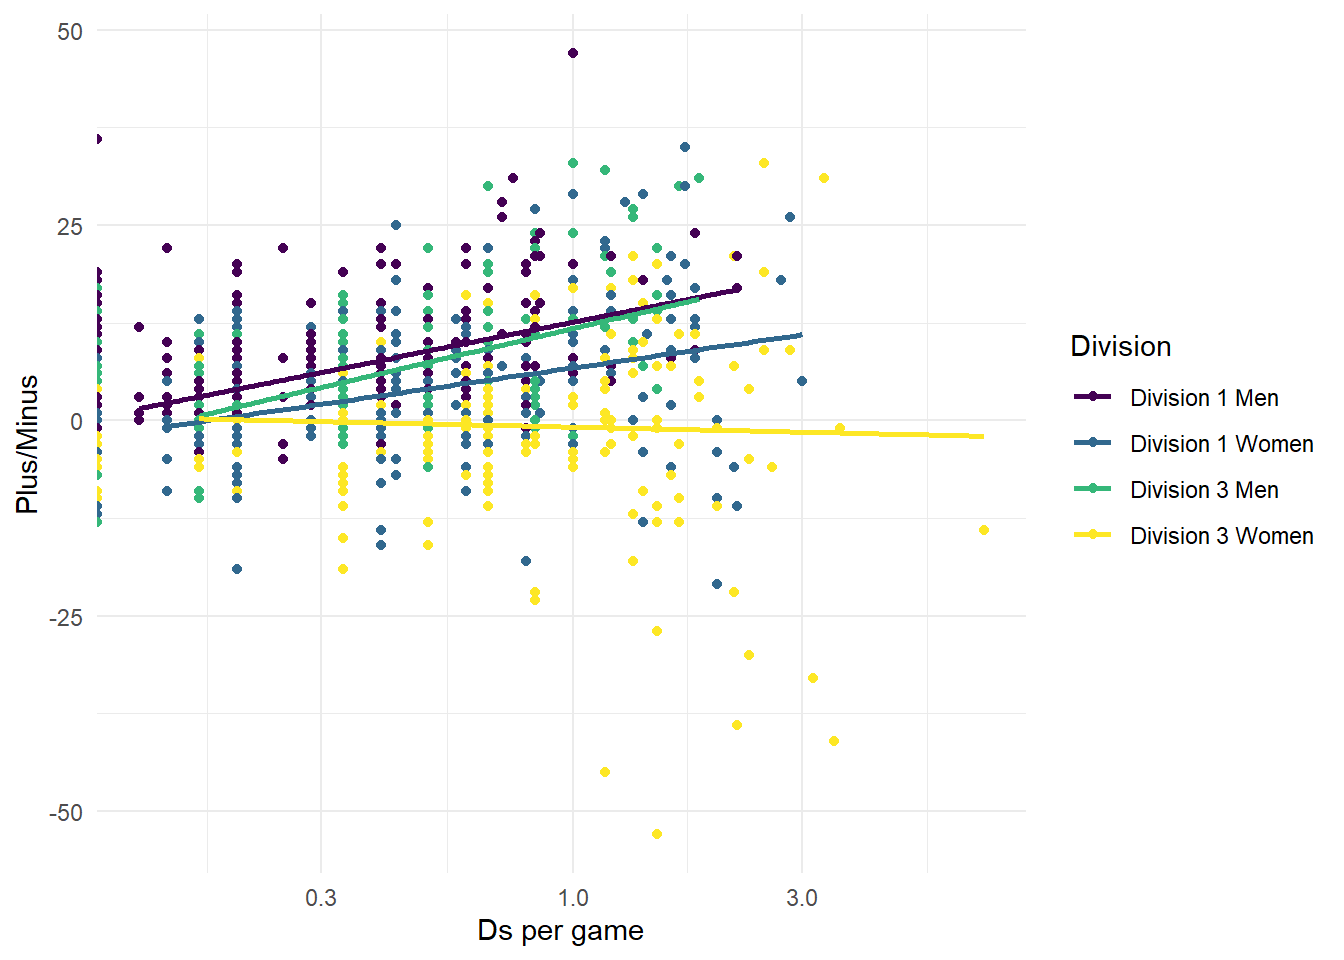 50
25
0
-25
-50
Plus/Minus
0.3
1.0
3.0
Ds per game
Division
Division 1 Men
Division 1 Women
Division 3 Men
Division 3 Women